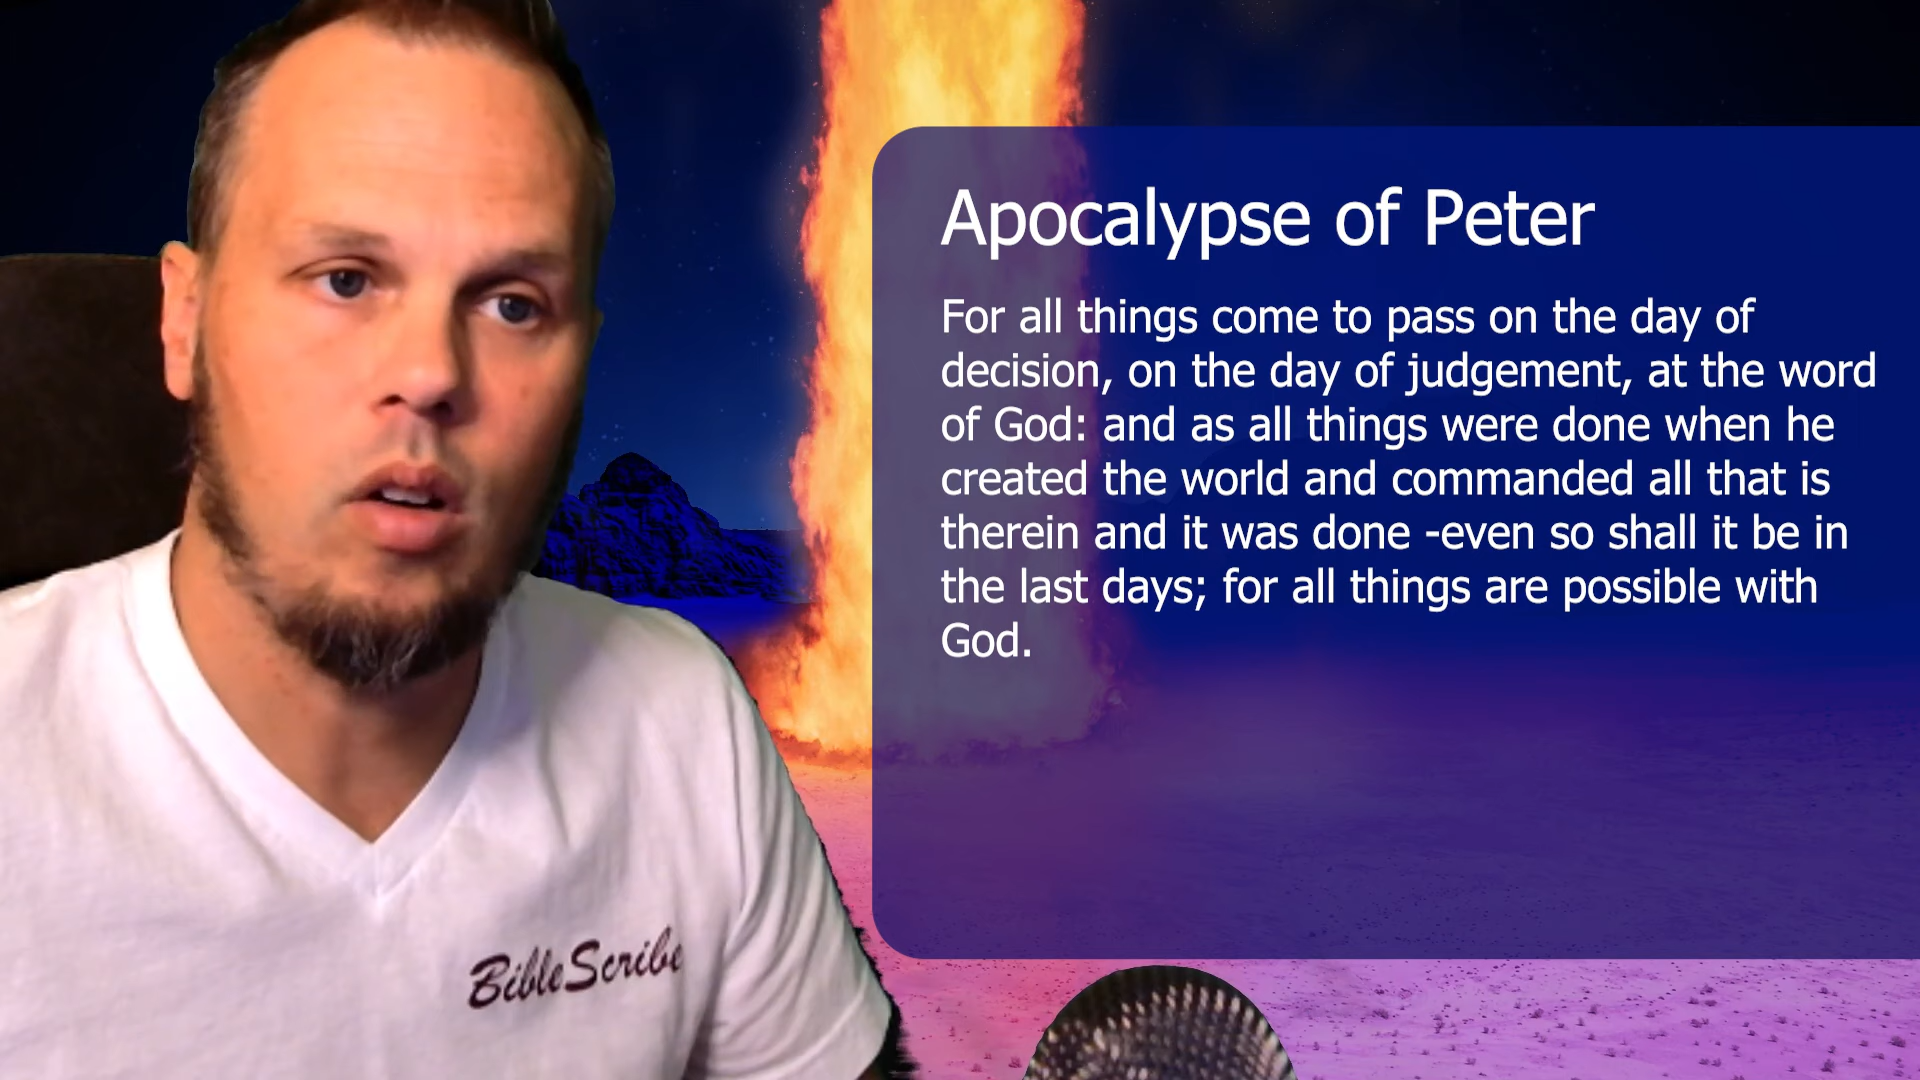 Apocalypse of Peter
For all things come to pass on the day of
decision, on the day of judgement, at the word
of God: and as all things were done when he
created the world and commanded all that is
therein and it was done -even so shall it be in
the last days; for all things are possible with
God.
BibleScribe